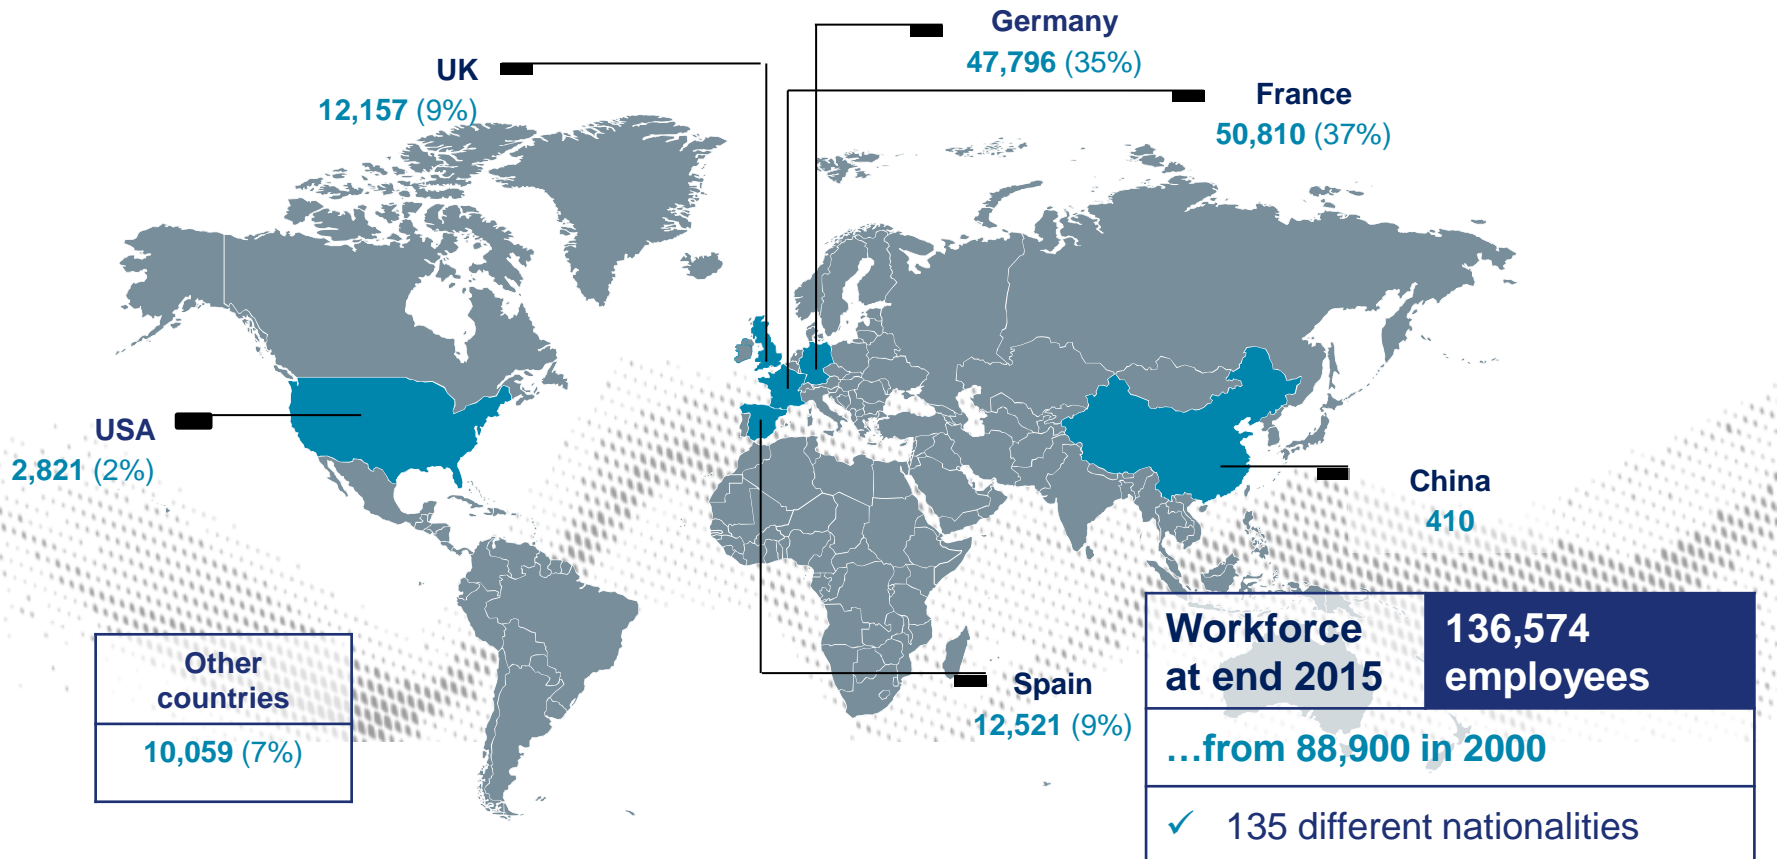 Germany
47,796 (35%)
UK
12,157 (9%)
France
50,810 (37%)
USA
2,821 (2%)
China
410
Other
countries
10,059 (7%)
Spain
12,521 (9%)
Workforce
at end 2015
136,574
employees
...from 88,900 in 2000
✓ 135 different nationalities